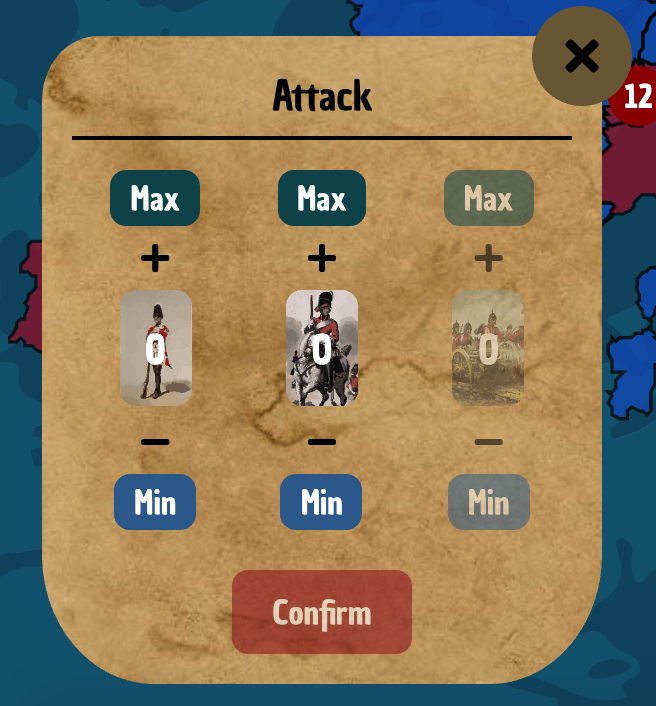 Attack
12
Max Max Max
+ + +
0 0 0
− − −
Min Min Min
Confirm